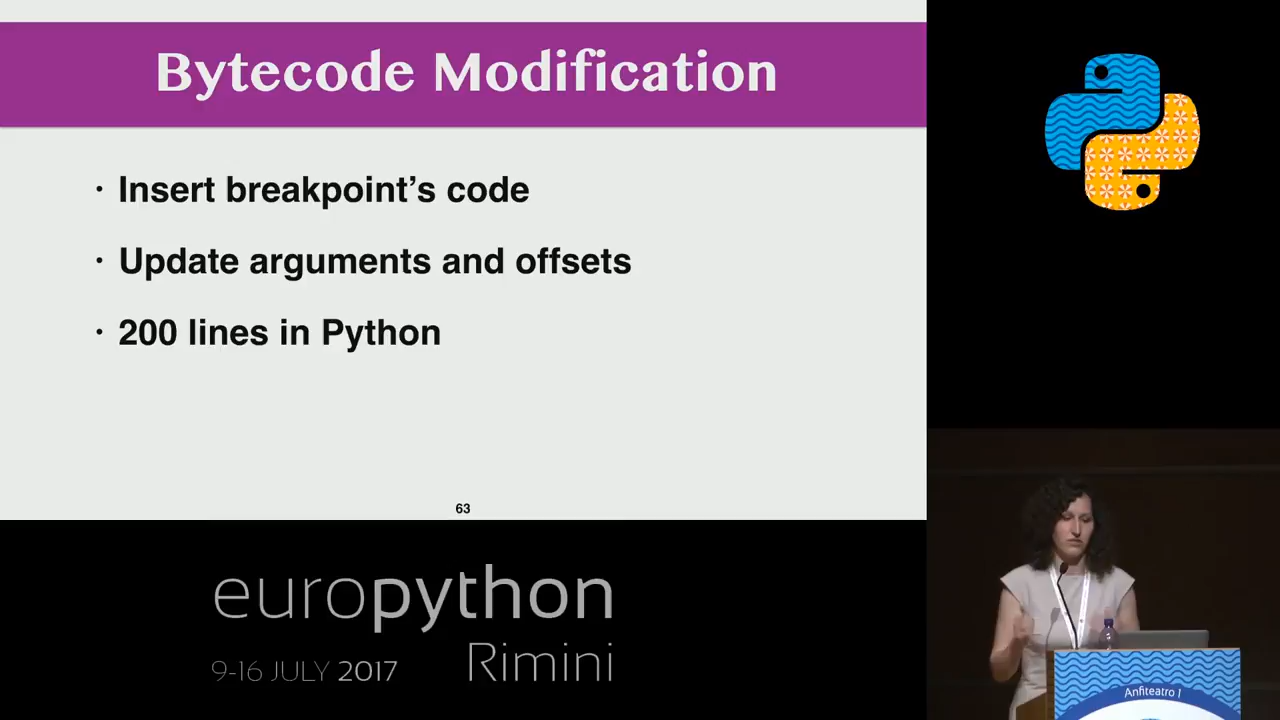 Bytecode Modification
· Insert breakpoint’s code
· Update arguments and offsets
· 200 lines in Python
63
europython
9-16 JULY 2017 Rimini
Anfiteatro 1